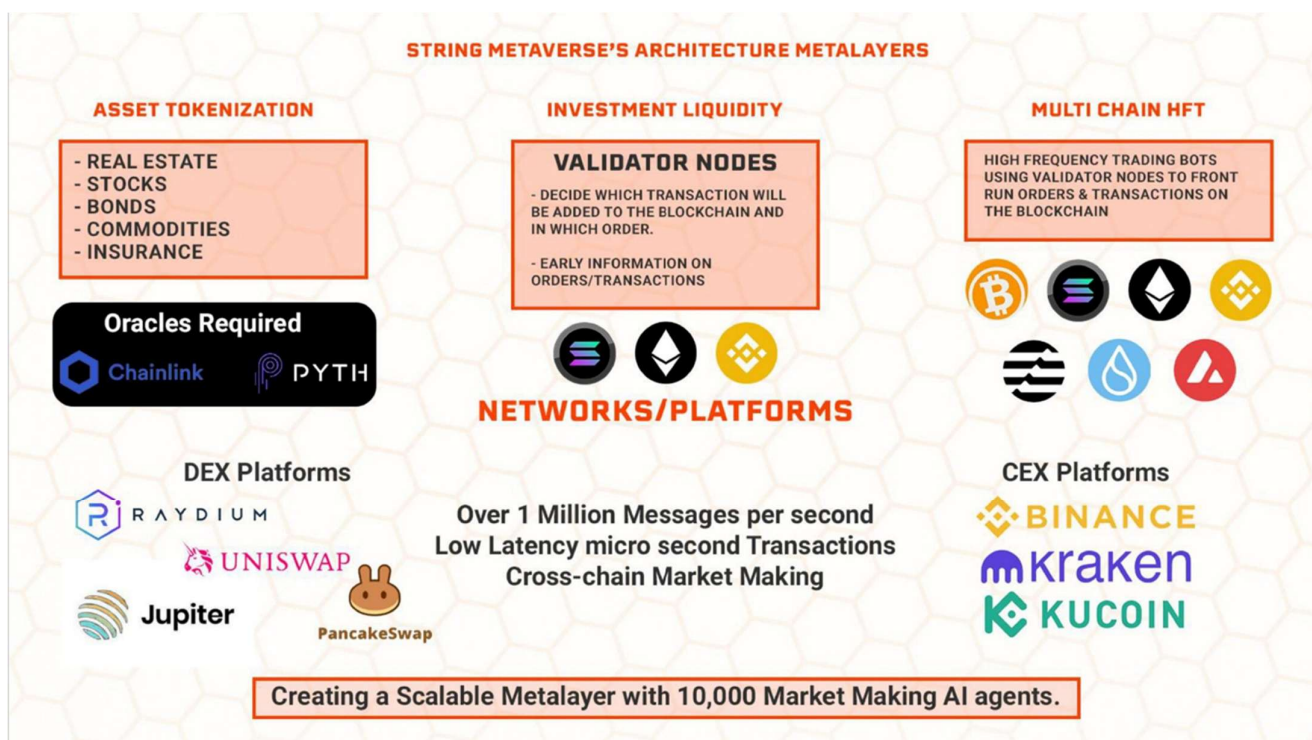 STRING METAVERSE'S ARCHITECTURE METALAYERS
ASSET TOKENIZATION
- REAL ESTATE
- STOCKS
- BONDS
- COMMODITIES
- INSURANCE
Oracles Required
Chainlink
PYTH
INVESTMENT LIQUIDITY
VALIDATOR NODES
- DECIDE WHICH TRANSACTION WILL
BE ADDED TO THE BLOCKCHAIN AND
IN WHICH ORDER.
- EARLY INFORMATION ON
ORDERS/TRANSACTIONS
MULTI CHAIN HFT
HIGH FREQUENCY TRADING BOTS
USING VALIDATOR NODES TO FRONT
RUN ORDERS & TRANSACTIONS ON
THE BLOCKCHAIN
NETWORKS/PLATFORMS
DEX Platforms
RAYDIUM
UNISWAP
Jupiter
PancakeSwap
Over 1 Million Messages per second
Low Latency micro second Transactions
Cross-chain Market Making
CEX Platforms
BINANCE
kraken
KUCOIN
Creating a Scalable Metalayer with 10,000 Market Making AI agents.